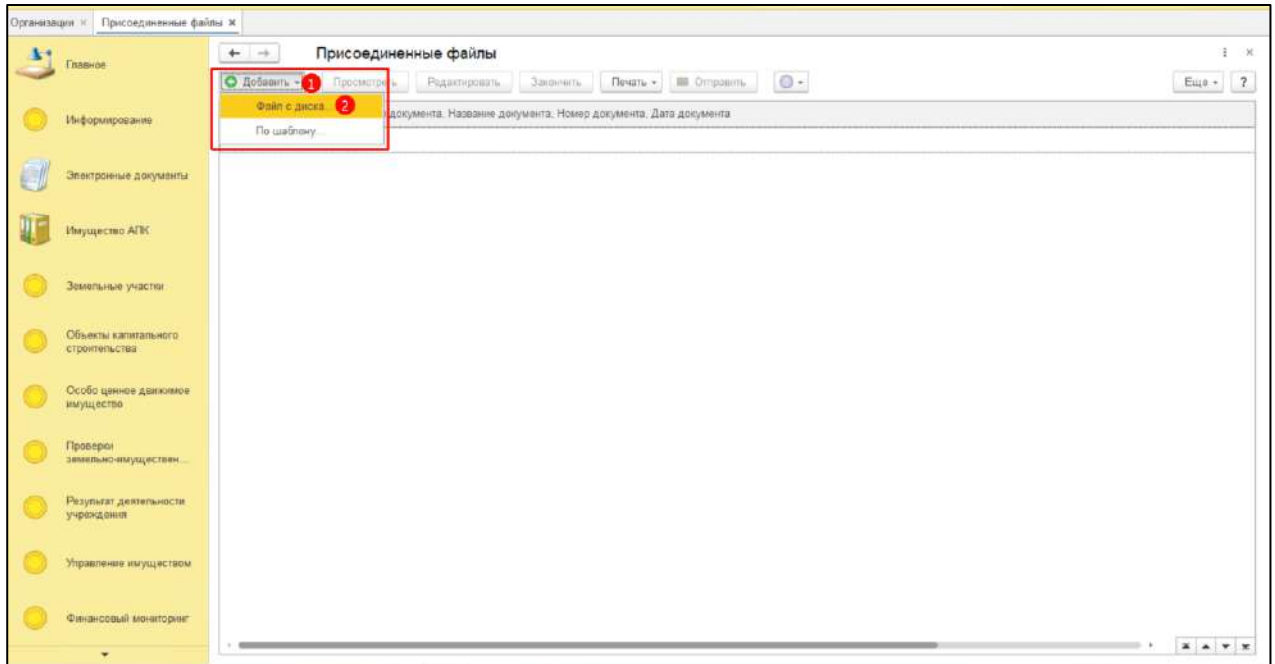 Организации × Присоединенные файлы ×
Главное
Информирование
Электронные документы
Имущество АПК
Земельные участки
Объекты капитального
строительства
Особо ценное движимое
имущество
Проверки
земельно-имуществен...
Результат деятельности
учреждения
Управление имуществом
Финансовый мониторинг
Присоединенные файлы
Добавить 1 Просмотреть Редактировать Закончить Печать Отправить Еще ?
Файл с диска... 2
По шаблону...
документа, Название документа, Номер документа, Дата документа